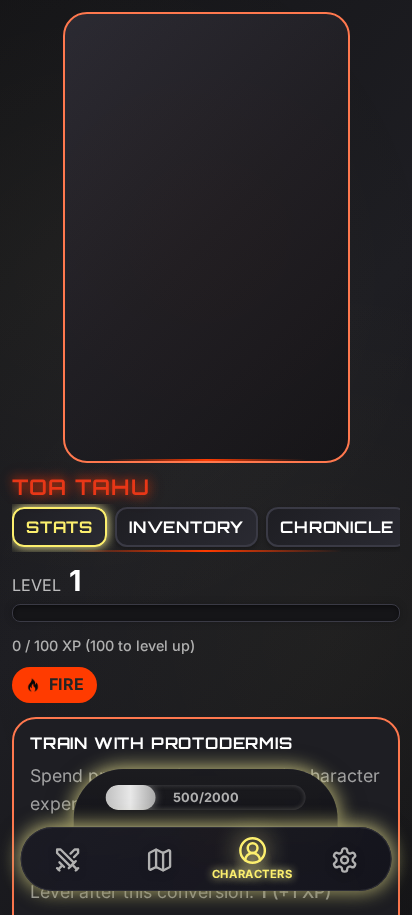 TOA TAHU
STATS
INVENTORY
CHRONICLE
LEVEL 1
0 / 100 XP (100 to level up)
FIRE
TRAIN WITH PROTODERMIS
Spend
exper
500/2000
Level after this conversion: 1 (+1 XP)
CHARACTERS